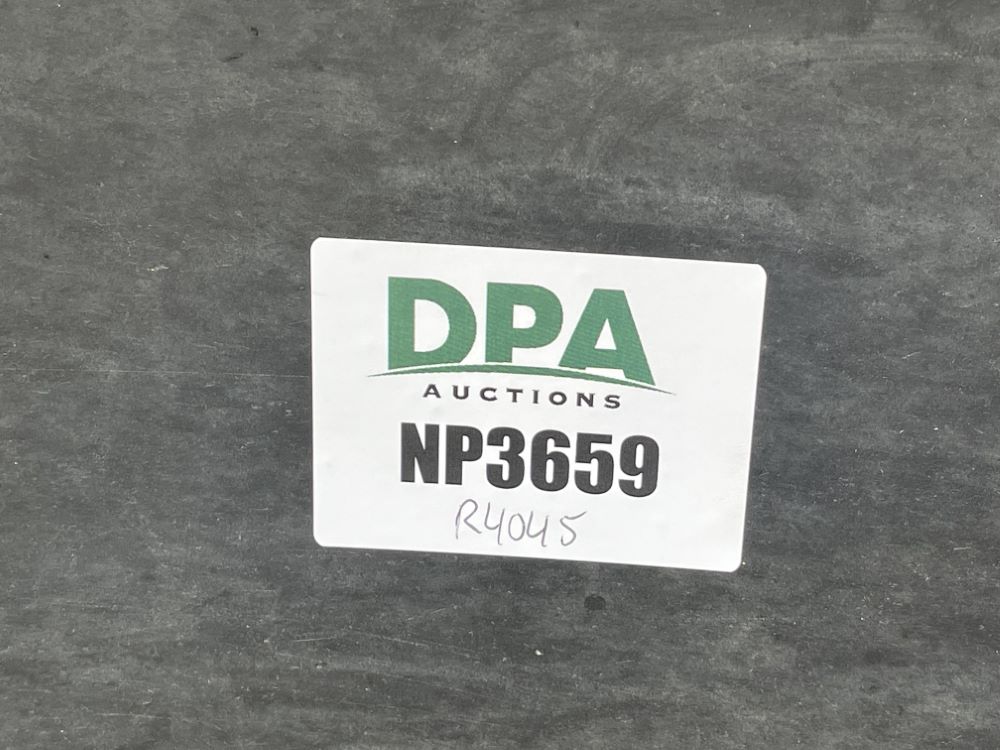 DPA
AUCTIONS
NP3659
R4045